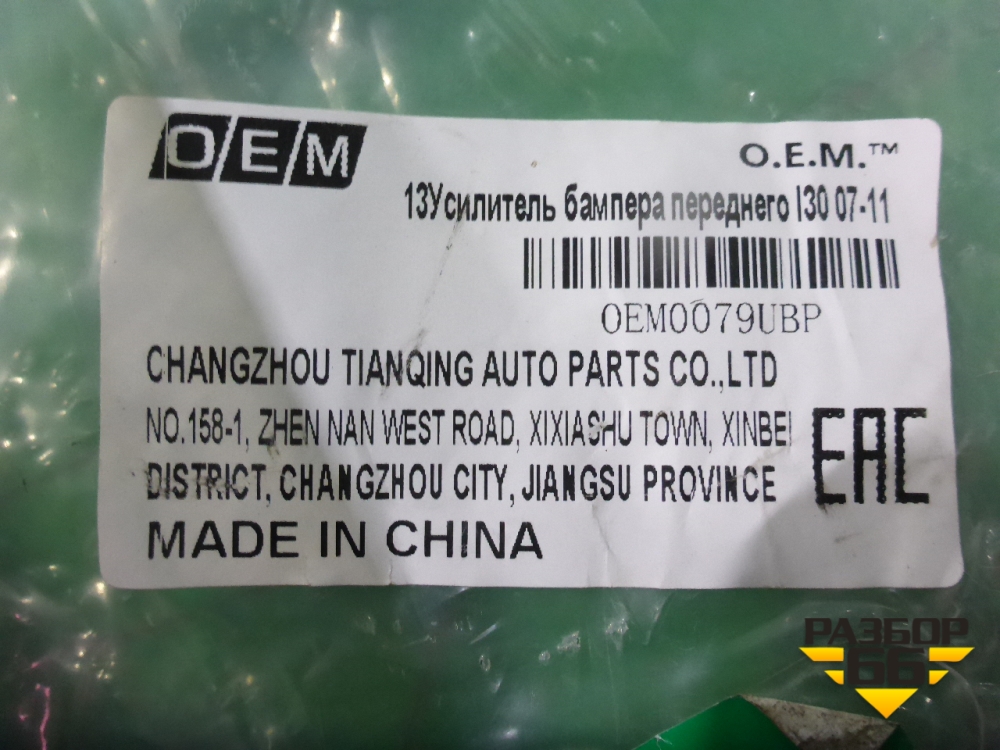 OEM
O.E.M.™
13Усилитель бампера переднего I30 07-11
OEM0079UBP
CHANGZHOU TIANQING AUTO PARTS CO.,LTD
NO.158-1, ZHEN NAN WEST ROAD, XIXIASHU TOWN, XINBEI
DISTRICT, CHANGZHOU CITY, JIANGSU PROVINCE
EAC
MADE IN CHINA
РАЗБОР
66